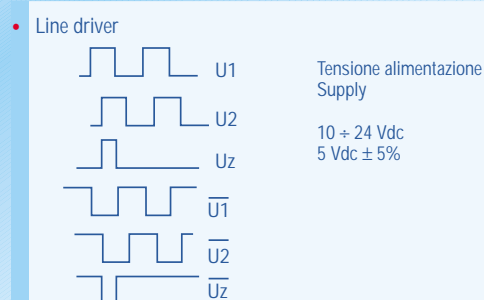 • Line driver
U1
Tensione alimentazione
Supply
U2
10 ÷ 24 Vdc
5 Vdc ± 5%
Uz
U̅1̅
U̅2̅
U̅z̅